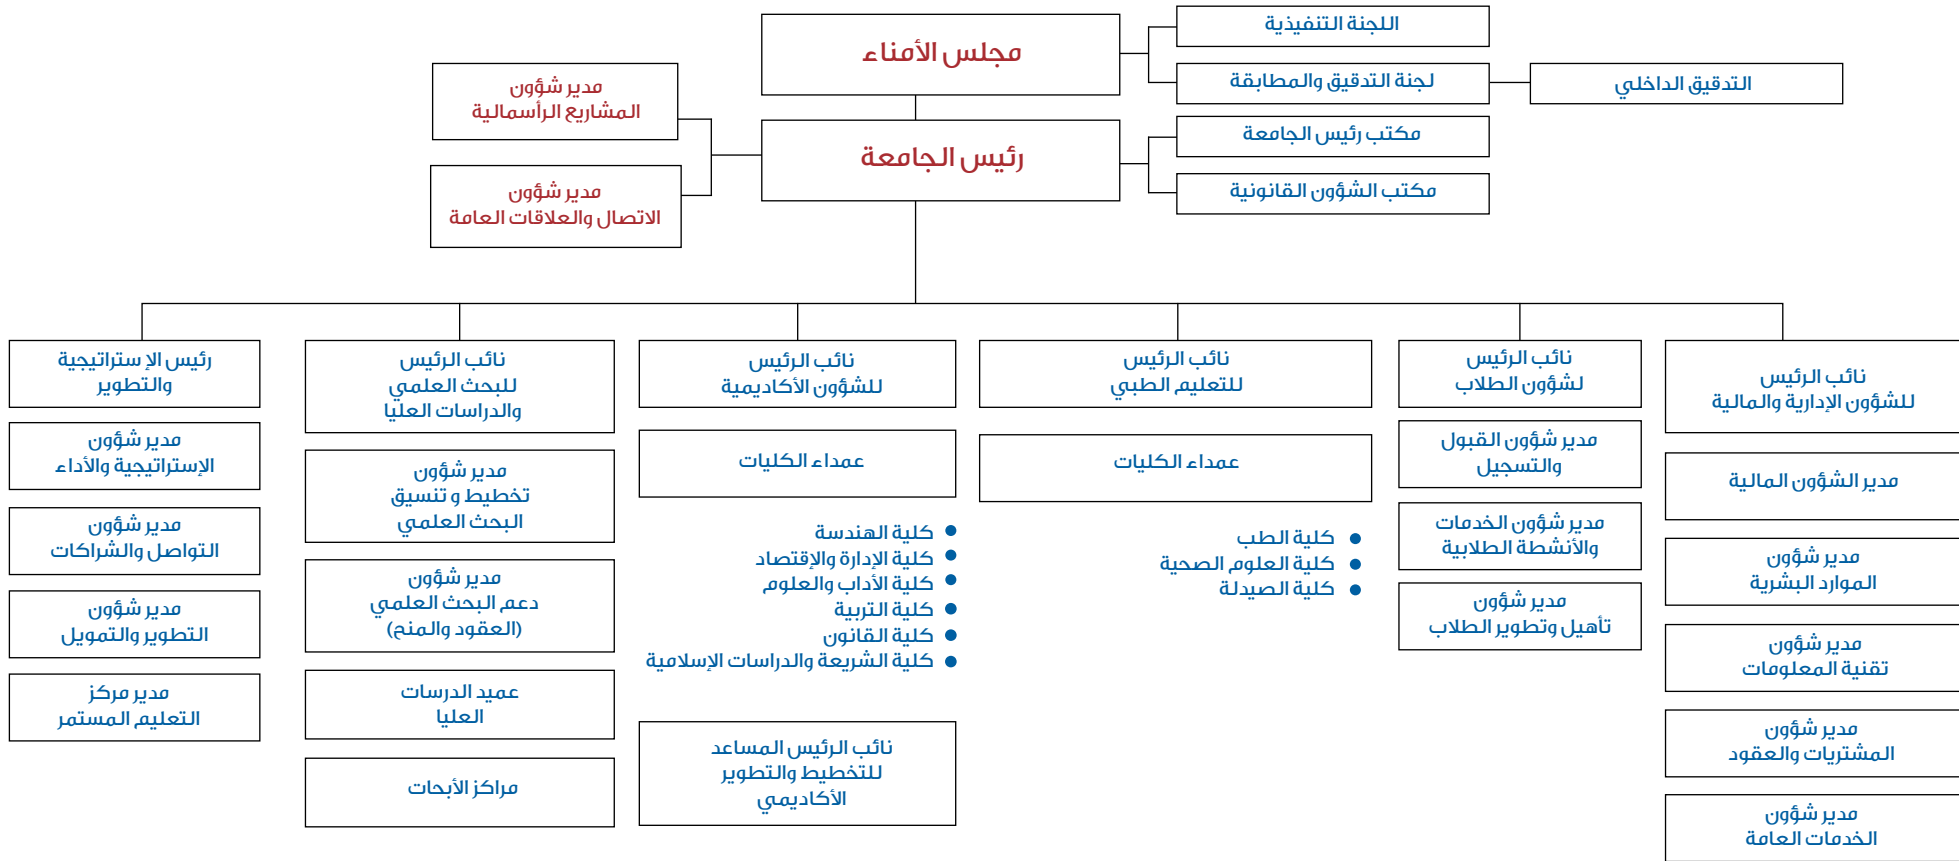 مجلس الأمناء
اللجنة التنفيذية
لجنة التدقيق والمطابقة
التدقيق الداخلي
رئيس الجامعة
مكتب رئيس الجامعة
مكتب الشؤون القانونية
مدير شؤون
المشاريع الرأسمالية
مدير شؤون
الاتصال والعلاقات العامة
نائب الرئيس
للشؤون الإدارية والمالية
مدير الشؤون المالية
مدير شؤون
الموارد البشرية
مدير شؤون
تقنية المعلومات
مدير شؤون
المشتريات والعقود
مدير شؤون
الخدمات العامة
نائب الرئيس
لشؤون الطلاب
مدير شؤون القبول
والتسجيل
مدير شؤون الخدمات
والأنشطة الطلابية
مدير شؤون
تأهيل وتطوير الطلاب
نائب الرئيس
للتعليم الطبي
عمداء الكليات
● كلية الطب
● كلية العلوم الصحية
● كلية الصيدلة
نائب الرئيس
للشؤون الأكاديمية
عمداء الكليات
● كلية الهندسة
● كلية الإدارة والإقتصاد
● كلية الأداب والعلوم
● كلية التربية
● كلية القانون
● كلية الشريعة والدراسات الإسلامية
نائب الرئيس المساعد
للتخطيط والتطوير
الأكاديمي
نائب الرئيس
للبحث العلمي
والدراسات العليا
مدير شؤون
تخطيط و تنسيق
البحث العلمي
مدير شؤون
دعم البحث العلمي
(العقود والمنح)
عميد الدرسات
العليا
مراكز الأبحات
رئيس الإستراتيجية
والتطوير
مدير شؤون
الإستراتيجية والأداء
مدير شؤون
التواصل والشراكات
مدير شؤون
التطوير والتمويل
مدير مركز
التعليم المستمر